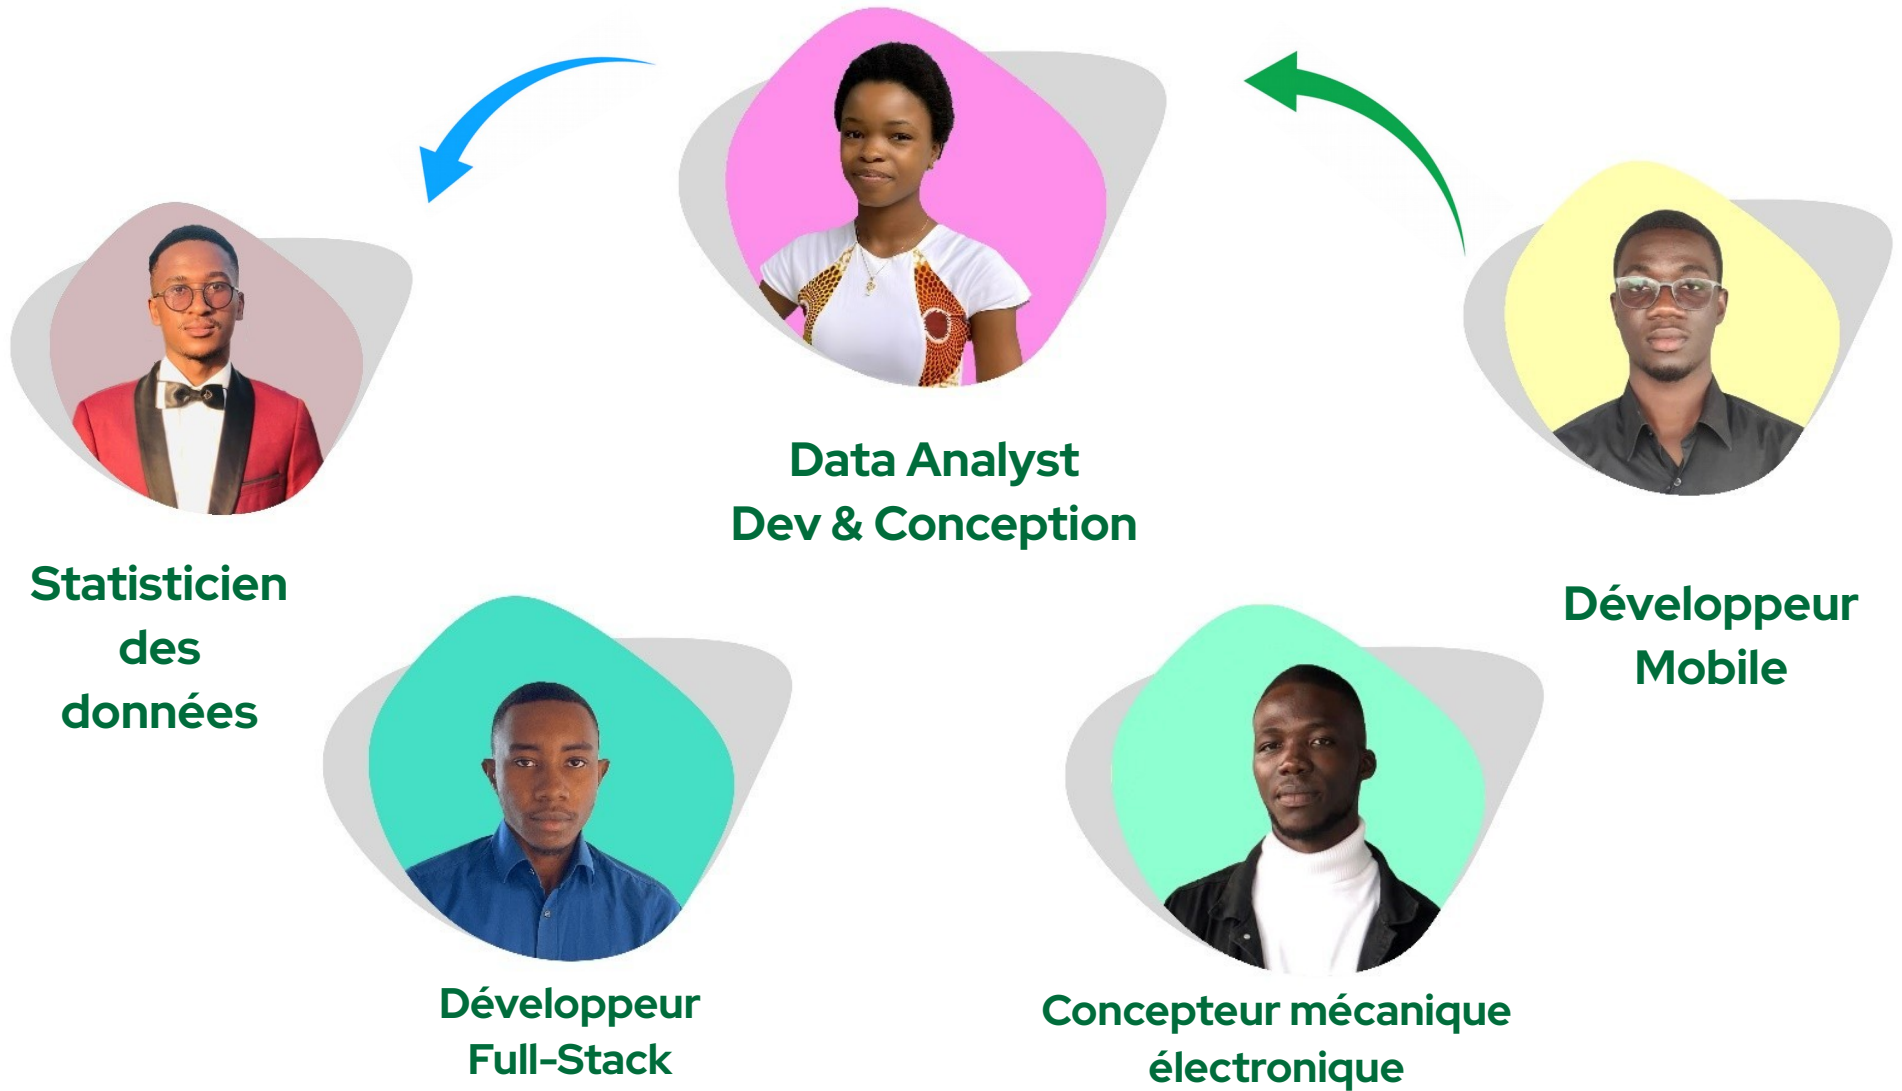 Data Analyst
Dev & Conception
Statisticien
des
données
Développeur
Mobile
Développeur
Full-Stack
Concepteur mécanique
électronique